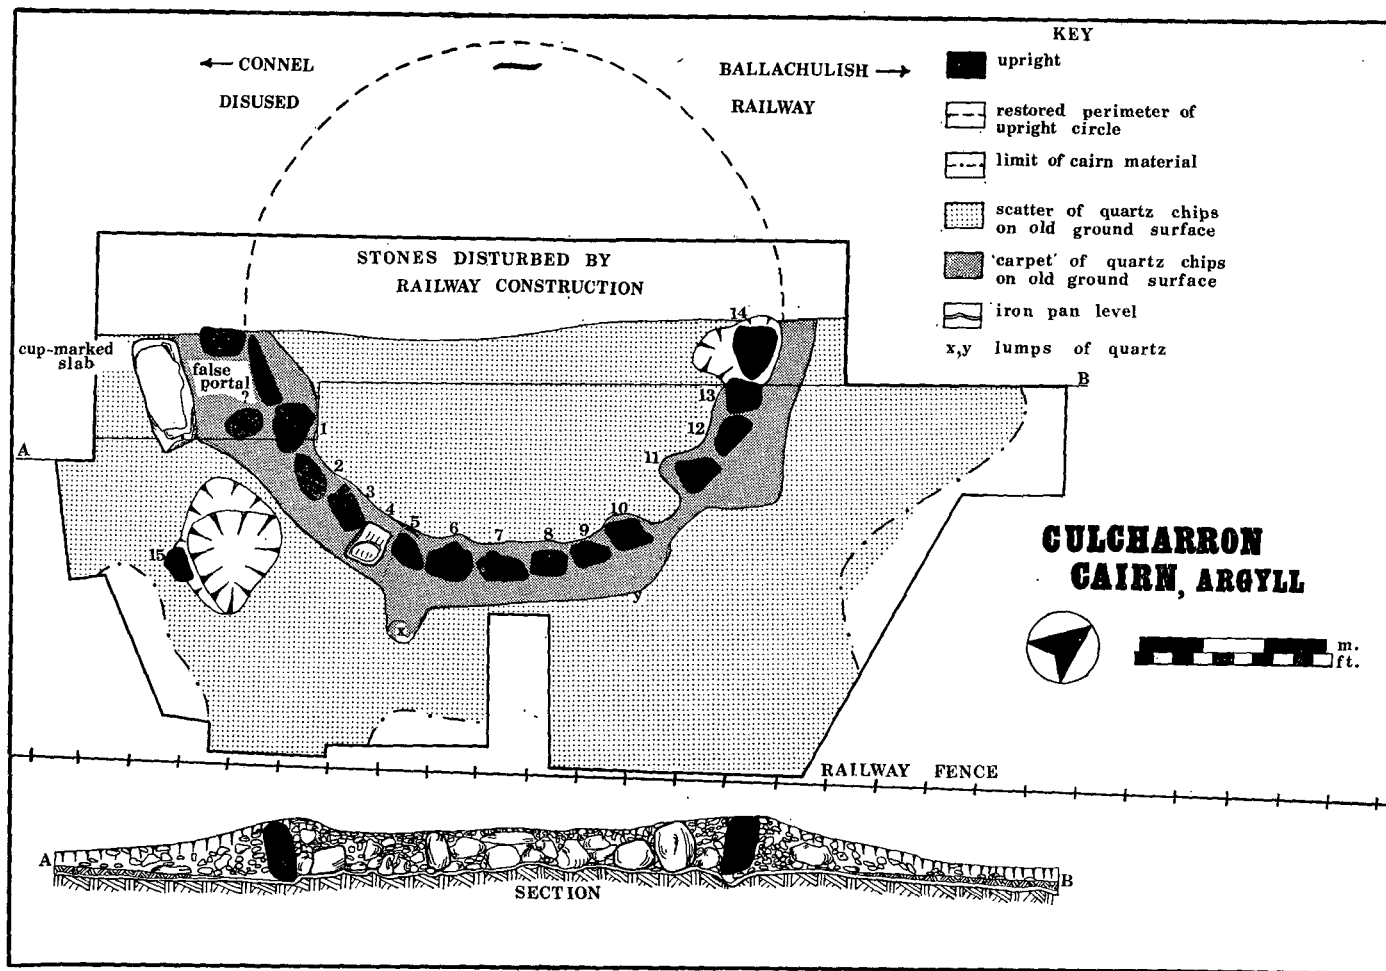 ← CONNEL
DISUSED
BALLACHULISH →
RAILWAY
KEY
upright
restored perimeter of
upright circle
limit of cairn material
scatter of quartz chips
on old ground surface
'carpet' of quartz chips
on old ground surface
iron pan level
x,y lumps of quartz
STONES DISTURBED BY
RAILWAY CONSTRUCTION
cup-marked
slab
false
portal
?
14
13
12
11
10
9
8
7
6
5
4
3
2
1
15
x
y
A
B
CULCHARRON
CAIRN, ARGYLL
m.
ft.
RAILWAY FENCE
A
B
SECTION